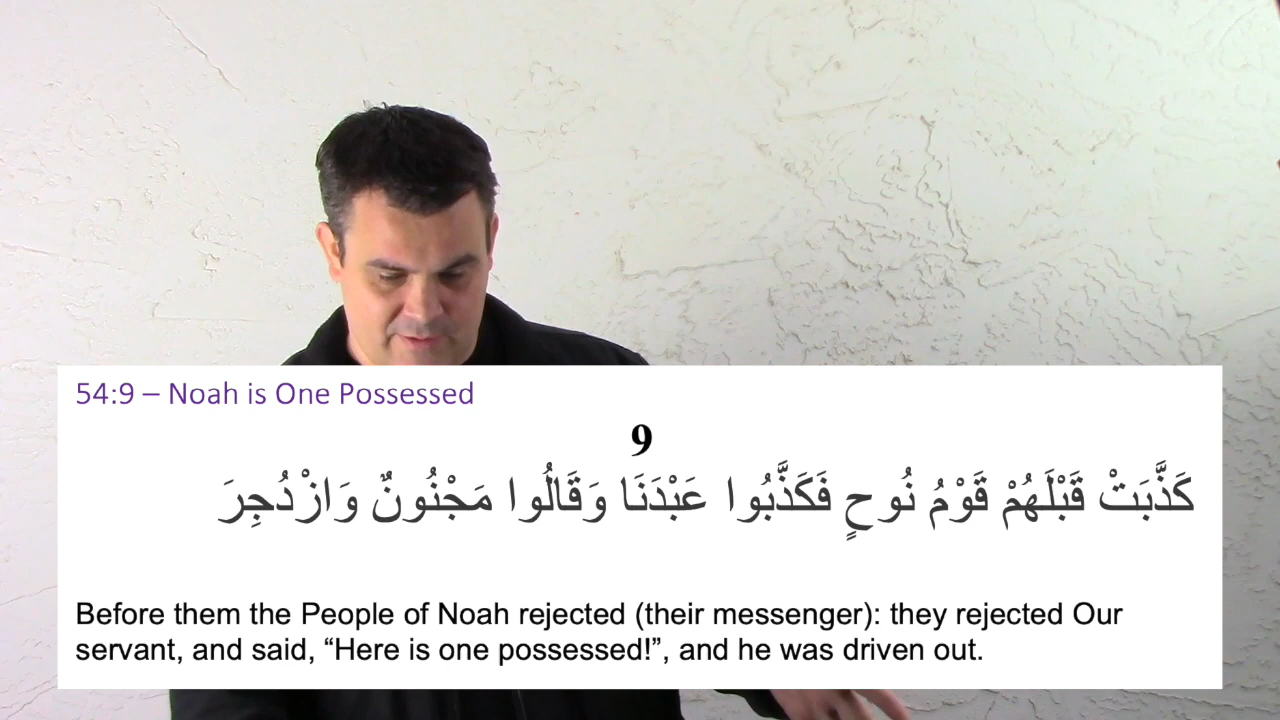 54:9 – Noah is One Possessed
9
كَذَّبَتْ قَبْلَهُمْ قَوْمُ نُوحٍ فَكَذَّبُوا عَبْدَنَا وَقَالُوا مَجْنُونٌ وَازْدُجِرَ
Before them the People of Noah rejected (their messenger): they rejected Our
servant, and said, “Here is one possessed!”, and he was driven out.